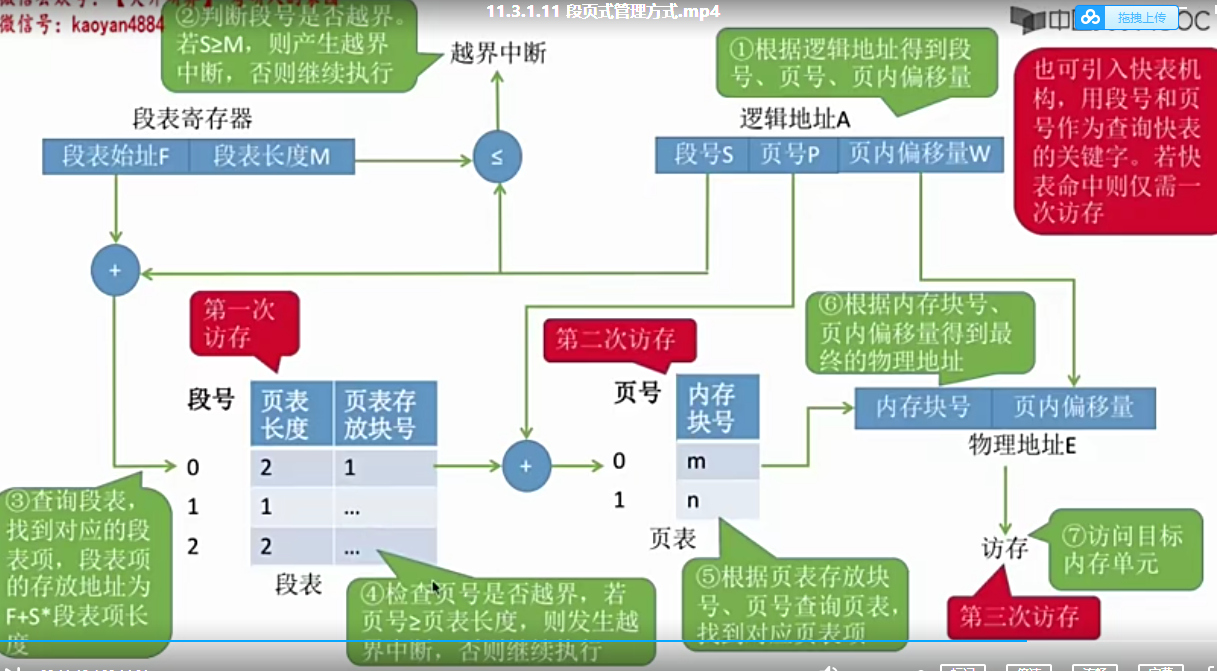 11.3.1.11 段页式管理方式.mp4
微信号：kaoyan4884
拖拽上传
②判断段号是否越界。
若S≥M，则产生越界
中断，否则继续执行
越界中断
①根据逻辑地址得到段
号、页号、页内偏移量
也可引入快表机
构，用段号和页
号作为查询快表
的关键字。若快
表命中则仅需一
次访存
段表寄存器
段表始址F
段表长度M
≤
逻辑地址A
段号S
页号P
页内偏移量W
+
第一次
访存
第二次访存
⑥根据内存块号、
页内偏移量得到最
终的物理地址
段号
页表
长度
页表存
放块号
0
2
1
1
1
...
2
2
...
段表
+
页号
内存
块号
0
m
1
n
页表
内存块号
页内偏移量
物理地址E
③查询段表，
找到对应的段
表项，段表项
的存放地址为
F+S*段表项长
度
④检查页号是否越界，若
页号≥页表长度，则发生越
界中断，否则继续执行
⑤根据页表存放块
号、页号查询页表，
找到对应页表项
访存
⑦访问目标
内存单元
第三次访存